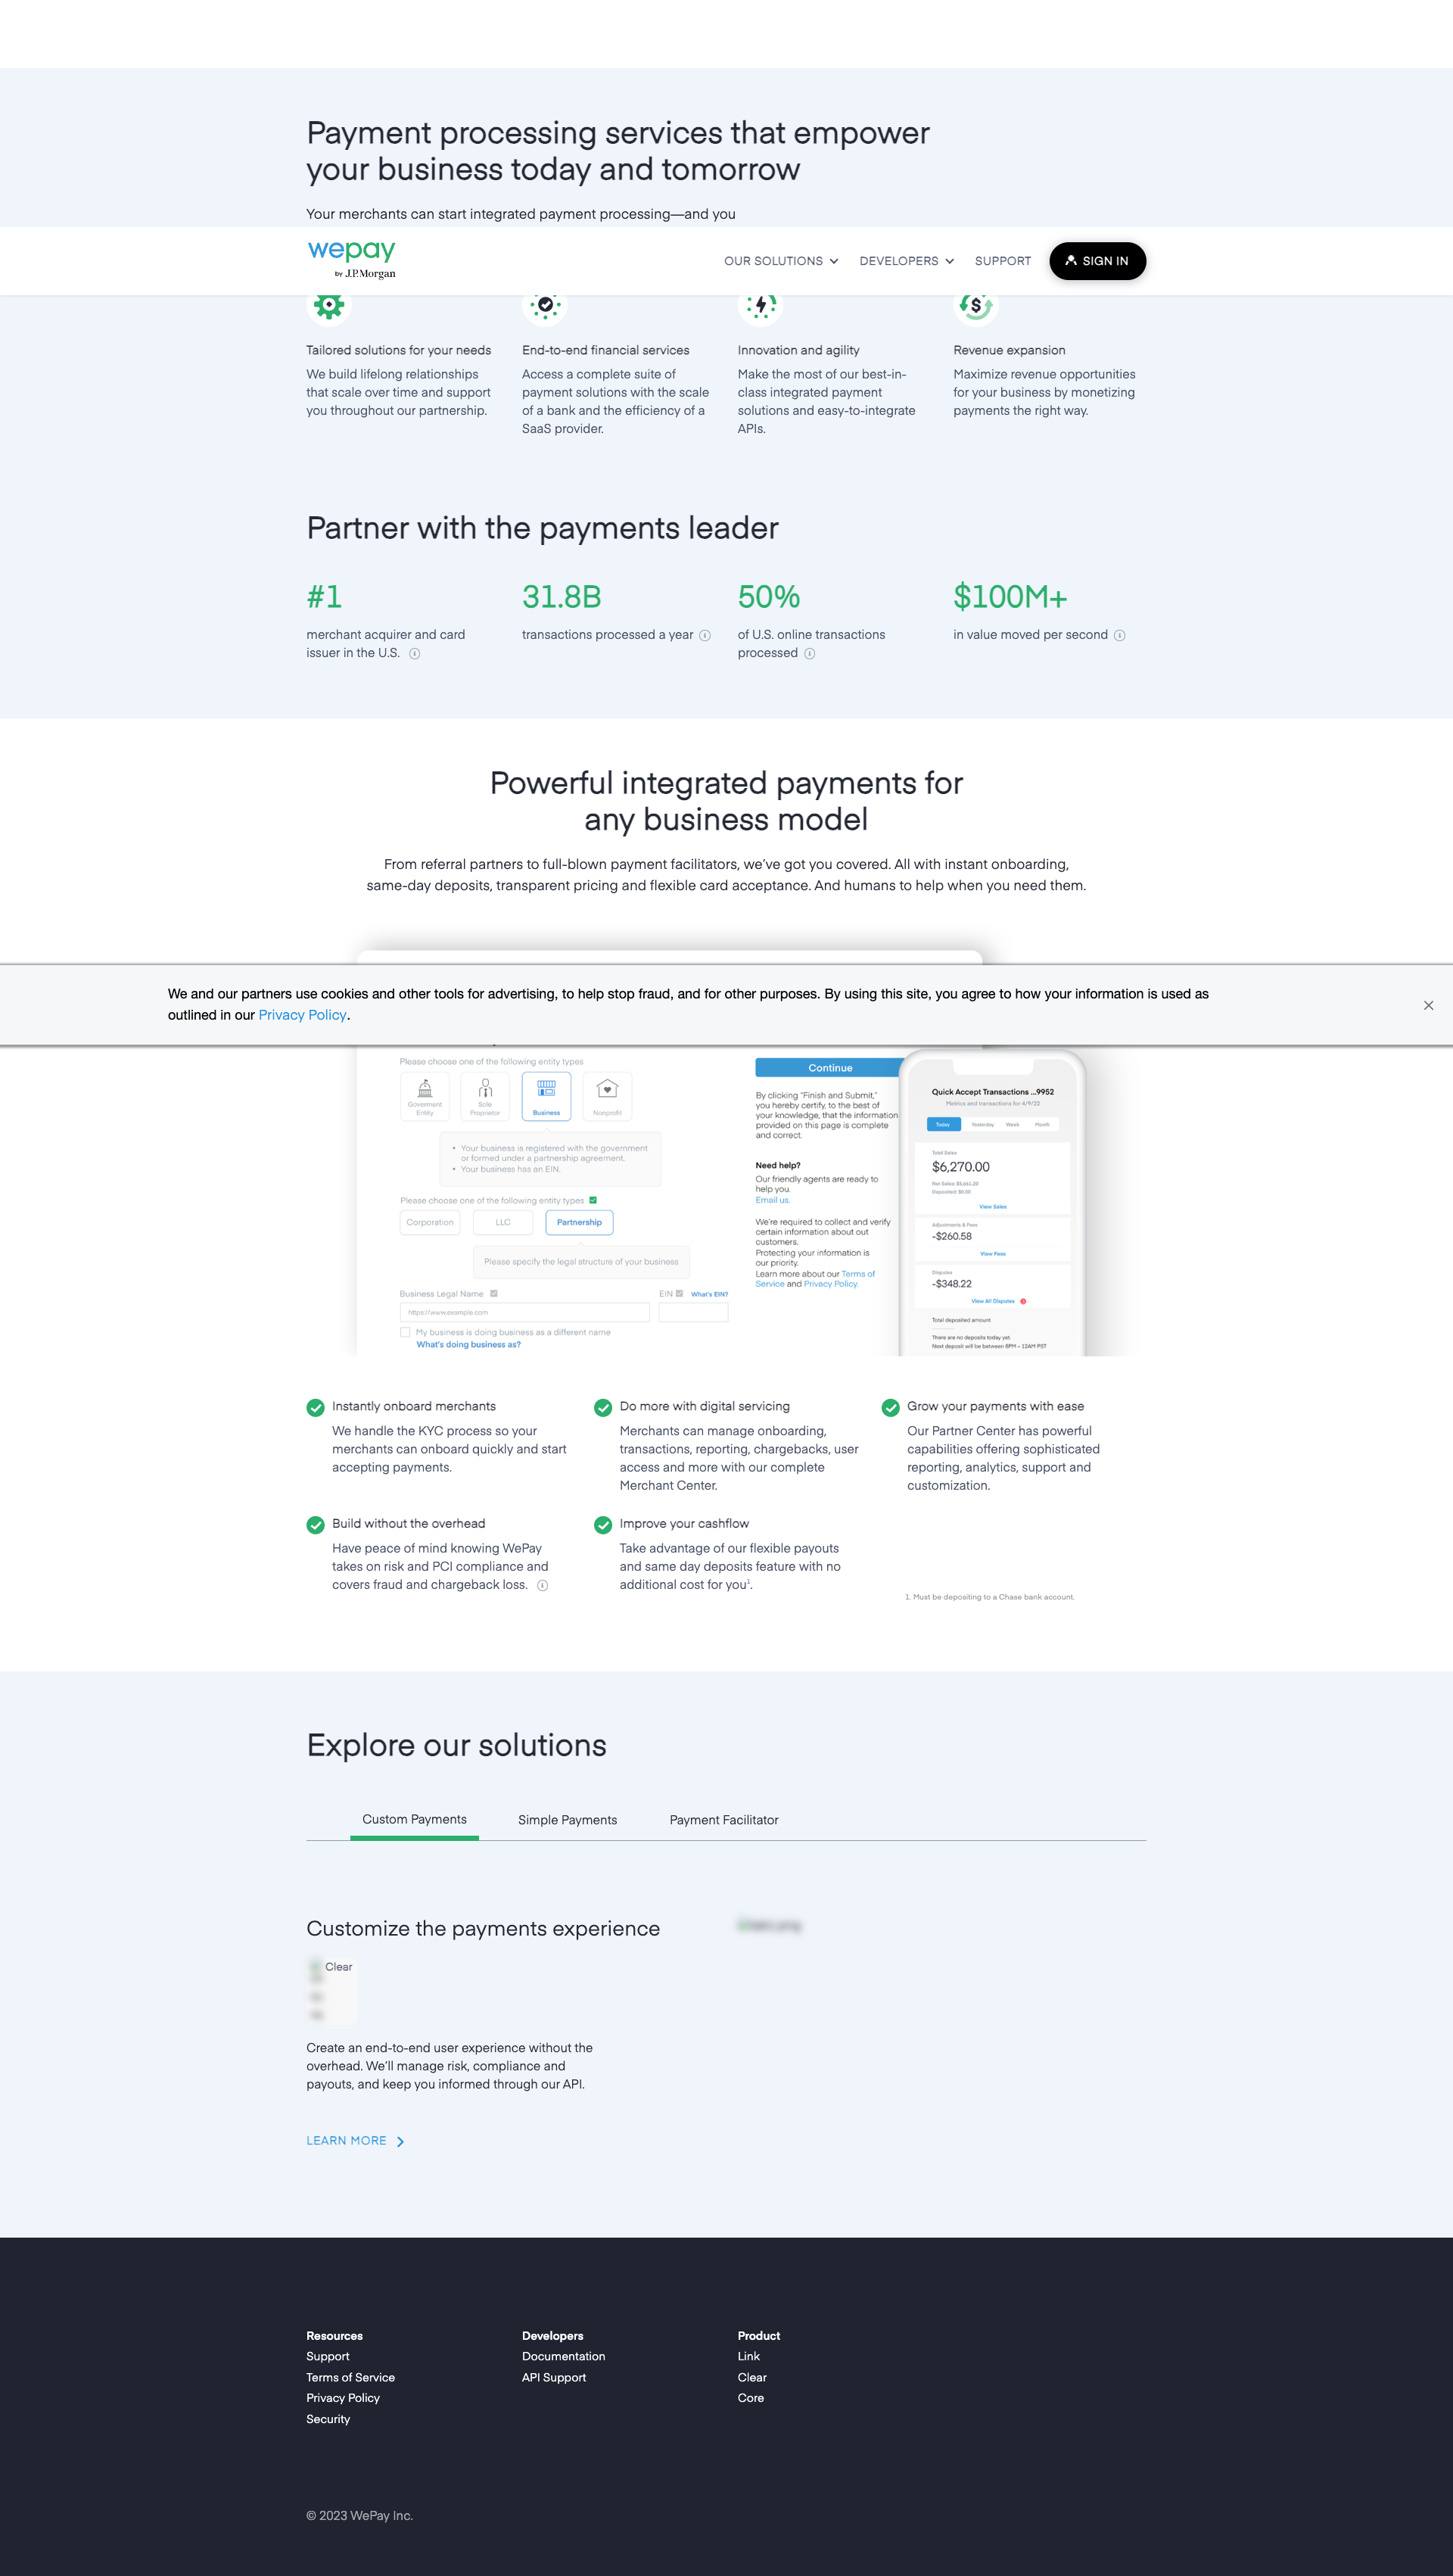 Payment processing services that empower
your business today and tomorrow
Your merchants can start integrated payment processing—and you
wepay
by J.P.Morgan
OUR SOLUTIONS
DEVELOPERS
SUPPORT
SIGN IN
Tailored solutions for your needs
We build lifelong relationships
that scale over time and support
you throughout our partnership.
End-to-end financial services
Access a complete suite of
payment solutions with the scale
of a bank and the efficiency of a
SaaS provider.
Innovation and agility
Make the most of our best-in-
class integrated payment
solutions and easy-to-integrate
APIs.
Revenue expansion
Maximize revenue opportunities
for your business by monetizing
payments the right way.
Partner with the payments leader
#1
merchant acquirer and card
issuer in the U.S.
31.8B
transactions processed a year
50%
of U.S. online transactions
processed
$100M+
in value moved per second
Powerful integrated payments for
any business model
From referral partners to full-blown payment facilitators, we've got you covered. All with instant onboarding,
same-day deposits, transparent pricing and flexible card acceptance. And humans to help when you need them.
We and our partners use cookies and other tools for advertising, to help stop fraud, and for other purposes. By using this site, you agree to how your information is used as
outlined in our Privacy Policy.
Please choose one of the following entity types
Goverment
Entity
Sole
Proprietor
Business
Nonprofit
• Your business is registered with the government
or formed under a partnership agreement.
• Your business has an EIN.
Please choose one of the following entity types
Corporation
LLC
Partnership
Please specify the legal structure of your business
Business Legal Name
EIN
What's EIN?
https://www.example.com
My business is doing business as a different name
What's doing business as?
Continue
By clicking "Finish and Submit,"
you hereby certify, to the best of
your knowledge, that the information
provided on this page is complete
and correct.
Need help?
Our friendly agents are ready to
help you.
Email us.
We're required to collect and verify
certain information about out
customers.
Protecting your information is
our priority.
Learn more about our Terms of
Service and Privacy Policy.
Quick Accept Transactions ...9952
Metrics and transactions for 4/9/22
Today
Yesterday
Week
Month
Total Sales
$6,270.00
Net Sales: $5,661.20
Deposited: $0.00
View Sales
Adjustments & Fees
-$260.58
View Fees
Disputes
-$348.22
View All Disputes
Total deposited amount
There are no deposits today yet.
Next deposit will be between 8PM - 12AM PST
Instantly onboard merchants
We handle the KYC process so your
merchants can onboard quickly and start
accepting payments.
Do more with digital servicing
Merchants can manage onboarding,
transactions, reporting, chargebacks, user
access and more with our complete
Merchant Center.
Grow your payments with ease
Our Partner Center has powerful
capabilities offering sophisticated
reporting, analytics, support and
customization.
Build without the overhead
Have peace of mind knowing WePay
takes on risk and PCI compliance and
covers fraud and chargeback loss.
Improve your cashflow
Take advantage of our flexible payouts
and same day deposits feature with no
additional cost for you¹.
1. Must be depositing to a Chase bank account.
Explore our solutions
Custom Payments
Simple Payments
Payment Facilitator
Customize the payments experience
Clear
Create an end-to-end user experience without the
overhead. We'll manage risk, compliance and
payouts, and keep you informed through our API.
LEARN MORE
Resources
Support
Terms of Service
Privacy Policy
Security
Developers
Documentation
API Support
Product
Link
Clear
Core
© 2023 WePay Inc.